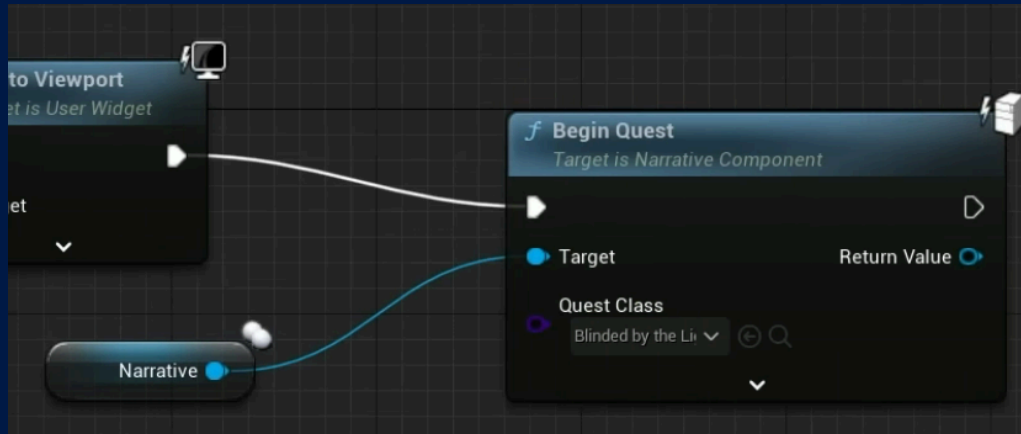 to Viewport
et is User Widget
et
Narrative
f Begin Quest
Target is Narrative Component
Target
Return Value
Quest Class
Blinded by the Li